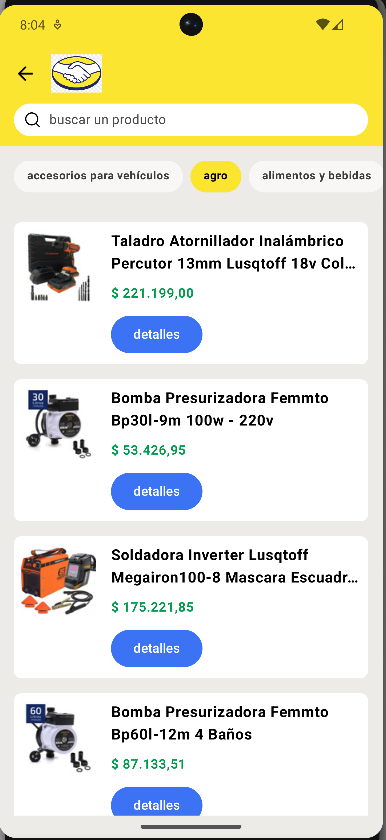 8:04
buscar un producto
accesorios para vehículos agro alimentos y bebidas
Taladro Atornillador Inalámbrico
Percutor 13mm Lusqtoff 18v Col...
$ 221.199,00
detalles
30
Bomba Presurizadora Femmto
Bp30l-9m 100w - 220v
$ 53.426,95
detalles
Soldadora Inverter Lusqtoff
Megairon100-8 Mascara Escuadr...
$ 175.221,85
detalles
60
Bomba Presurizadora Femmto
Bp60l-12m 4 Baños
$ 87.133,51
detalles